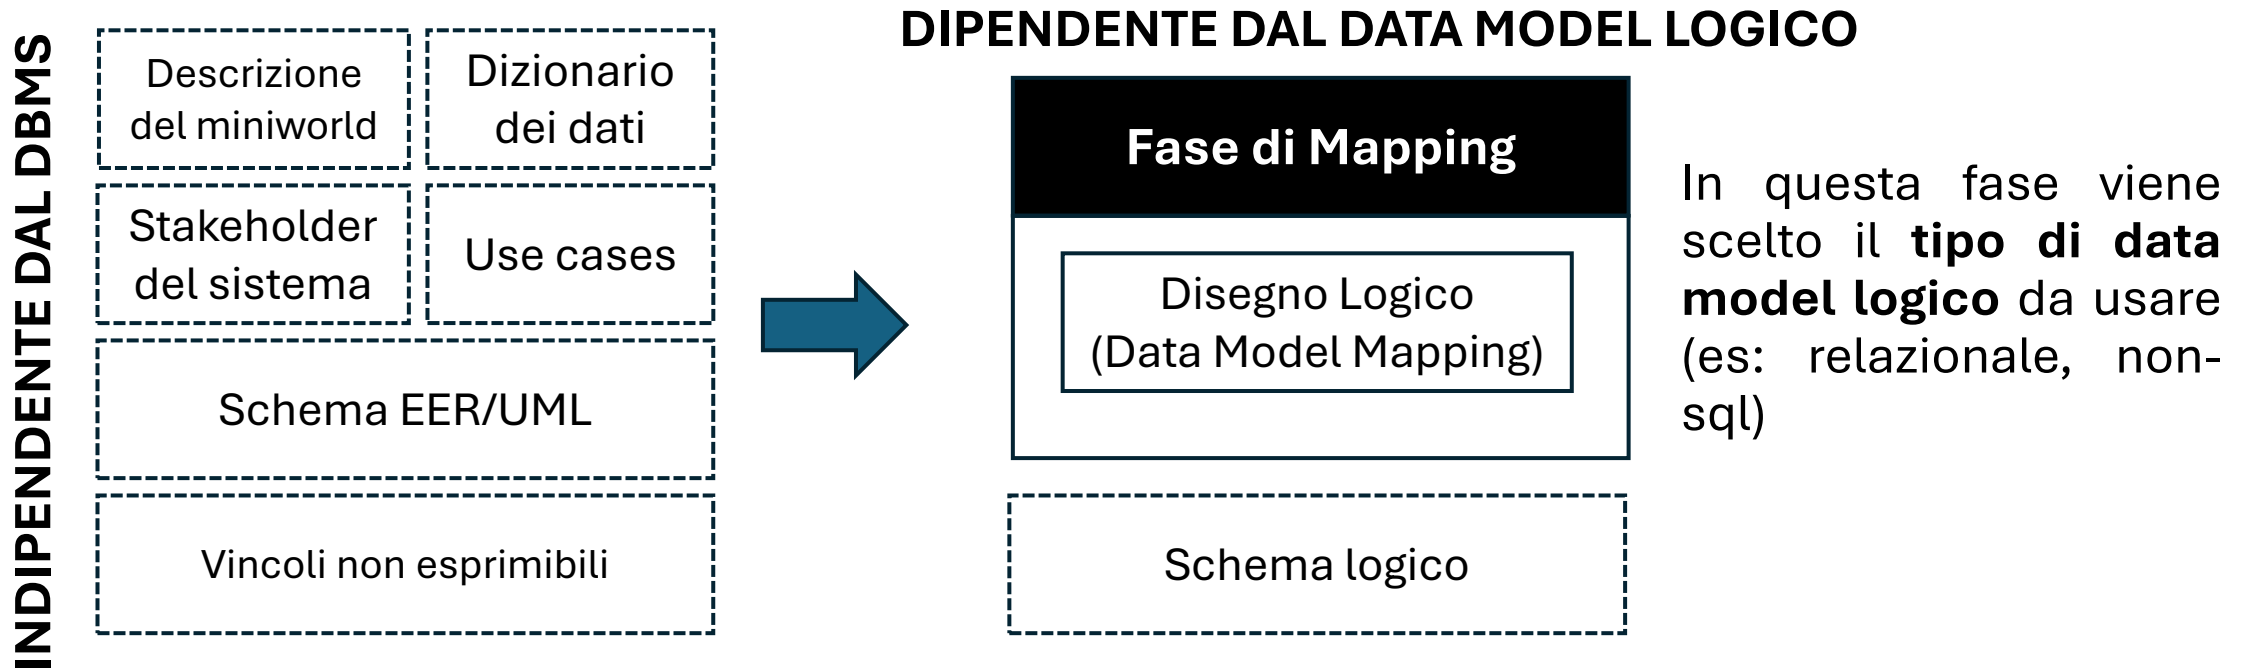 INDIPENDENTE DAL DBMS
Descrizione
del miniworld
Dizionario
dei dati
Stakeholder
del sistema
Use cases
Schema EER/UML
Vincoli non esprimibili
DIPENDENTE DAL DATA MODEL LOGICO
Fase di Mapping
Disegno Logico
(Data Model Mapping)
Schema logico
In questa fase viene
scelto il tipo di data
model logico da usare
(es: relazionale, non-
sql)